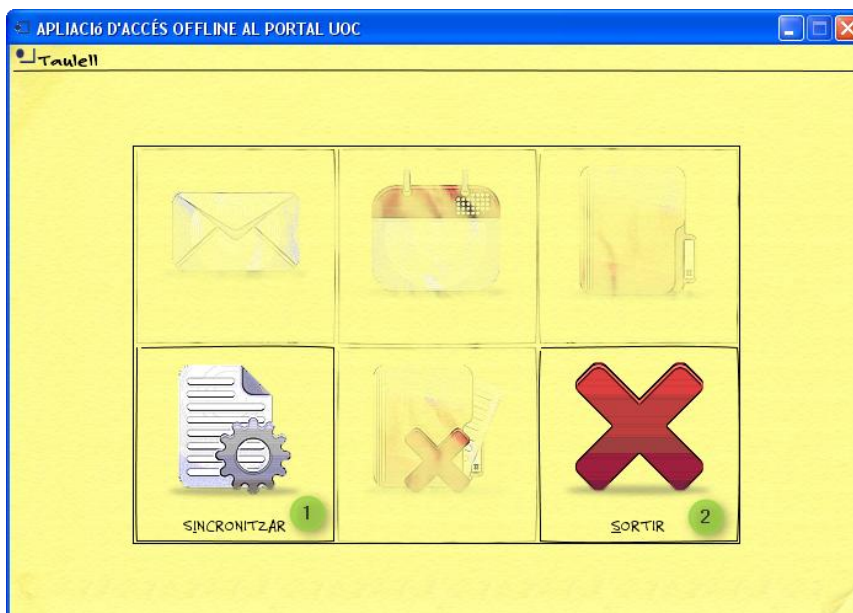 APLIACIÓ D'ACCÉS OFFLINE AL PORTAL UOC
Taulell
1
SINCRONITZAR
2
SORTIR